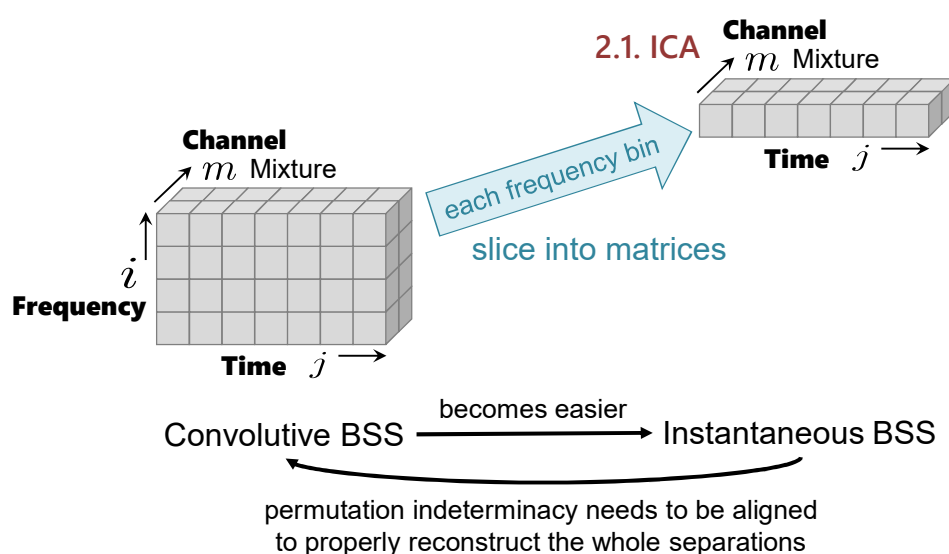 2.1. ICA
Channel
m Mixture
Time j
each frequency bin
slice into matrices
Channel
m Mixture
i
Frequency
Time j
becomes easier
Convolutive BSS
Instantaneous BSS
permutation indeterminacy needs to be aligned
to properly reconstruct the whole separations